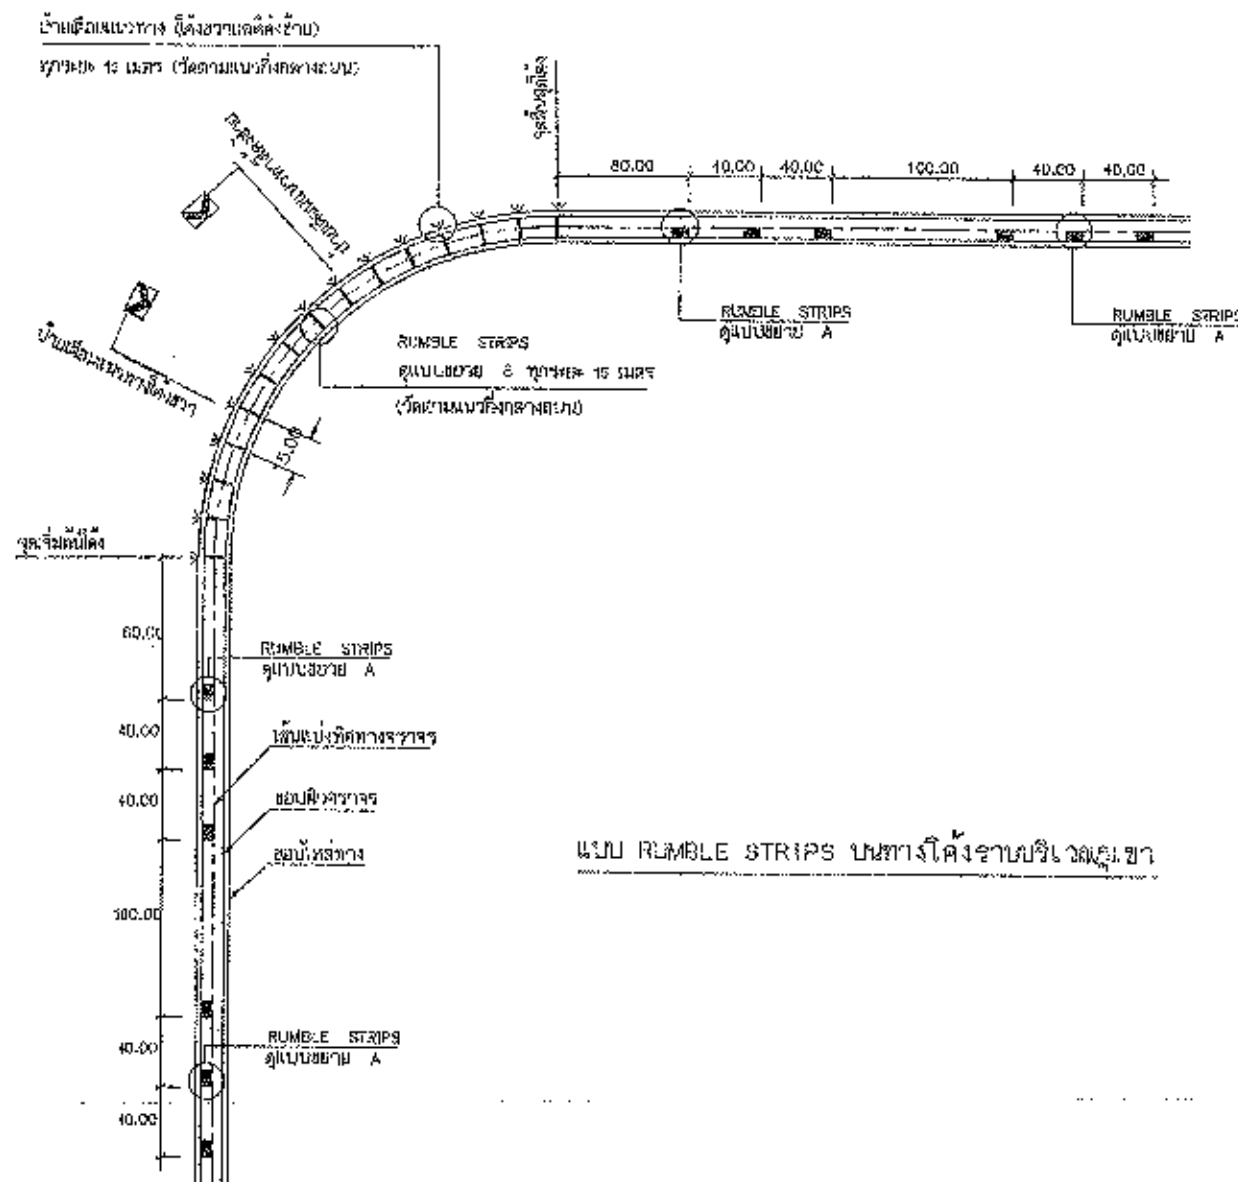 ป้ายเตือนแนวทาง (โค้งขวาและโค้งซ้าย)
ทุกระยะ 15 เมตร (วัดตามแนวกึ่งกลางถนน)
จุดสิ้นสุดโค้ง
80.00 40.00 40.00 100.00 40.00 40.00
RUMBLE STRIPS
ดูแบบขยาย A
RUMBLE STRIPS
ดูแบบขยาย A
ป้ายเตือนแนวทางโค้งขวา
RUMBLE STRIPS
ดูแบบขยาย B ทุกระยะ 15 เมตร
(วัดตามแนวกึ่งกลางถนน)
5.00
จุดเริ่มต้นโค้ง
RUMBLE STRIPS
ดูแบบขยาย A
40.00
เส้นแบ่งทิศทางจราจร
40.00
ขอบผิวจราจร
ขอบไหล่ทาง
แบบ RUMBLE STRIPS บนทางโค้งราบบริเวณภูเขา
100.00
RUMBLE STRIPS
ดูแบบขยาย A
40.00
40.00